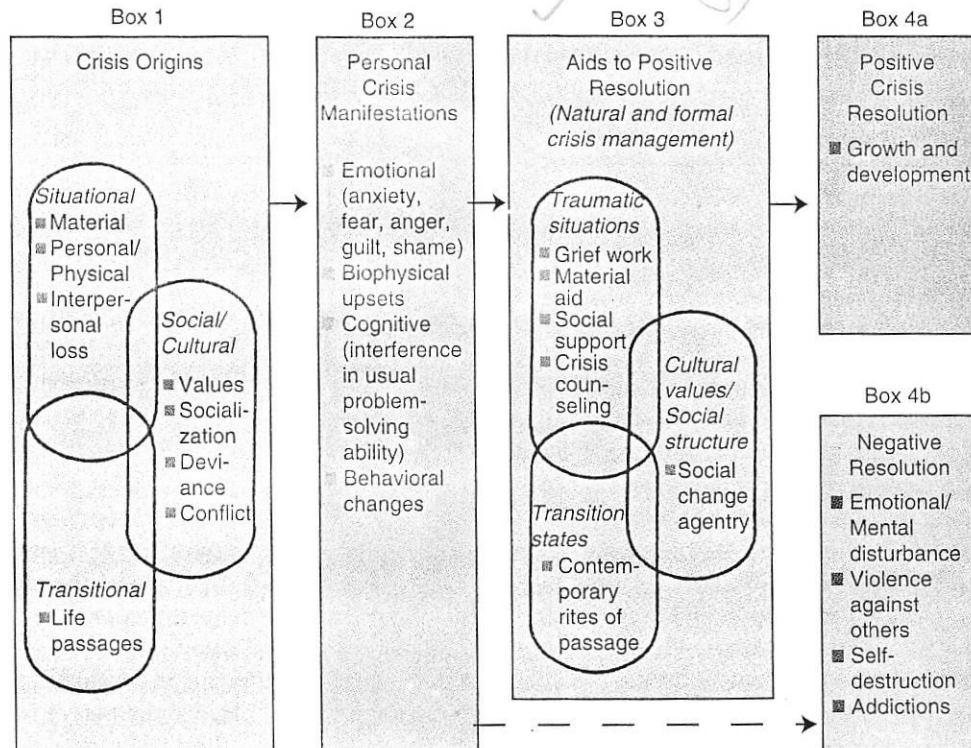 Box 1
Crisis Origins
Situational
Material
Personal/
Physical
Interper-
sonal
loss
Social/
Cultural
Values
Sociali-
zation
Devi-
ance
Conflict
Transitional
Life
passages
Box 2
Personal
Crisis
Manifestations
Emotional
(anxiety,
fear, anger,
guilt, shame)
Biophysical
upsets
Cognitive
(interference
in usual
problem-
solving
ability)
Behavioral
changes
Box 3
Aids to Positive
Resolution
(Natural and formal
crisis management)
Traumatic
situations
Grief work
Material
aid
Social
support
Crisis
coun-
seling
Cultural
values/
Social
structure
Social
change
agentry
Transition
states
Contem-
porary
rites of
passage
Box 4a
Positive
Crisis
Resolution
Growth and
development
Box 4b
Negative
Resolution
Emotional/
Mental
disturbance
Violence
against
others
Self-
destruction
Addictions